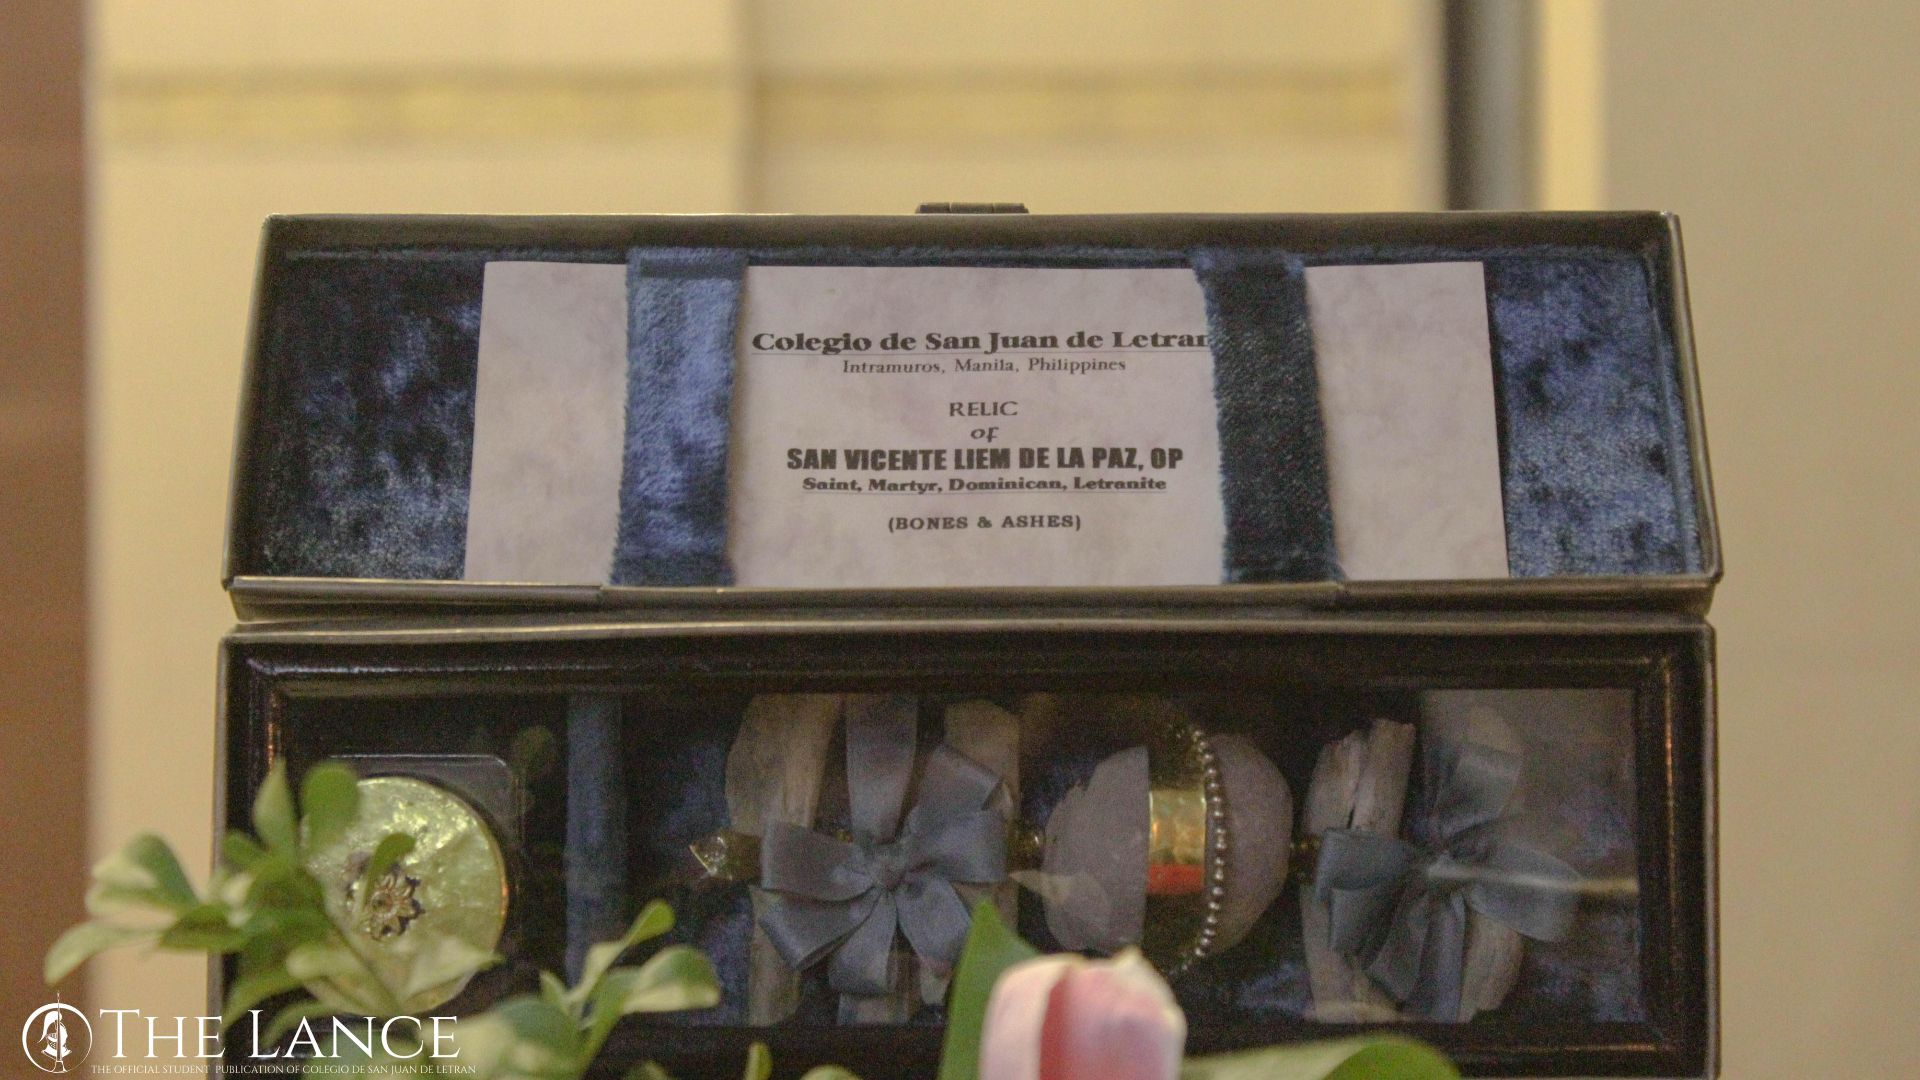 Colegio de San Juan de Letran
Intramuros, Manila, Philippines
RELIC
of
SAN VICENTE LIEM DE LA PAZ, OP
Saint, Martyr, Dominican, Letranite
(BONES & ASHES)
THE LANCE
THE OFFICIAL STUDENT PUBLICATION OF COLEGIO DE SAN JUAN DE LETRAN